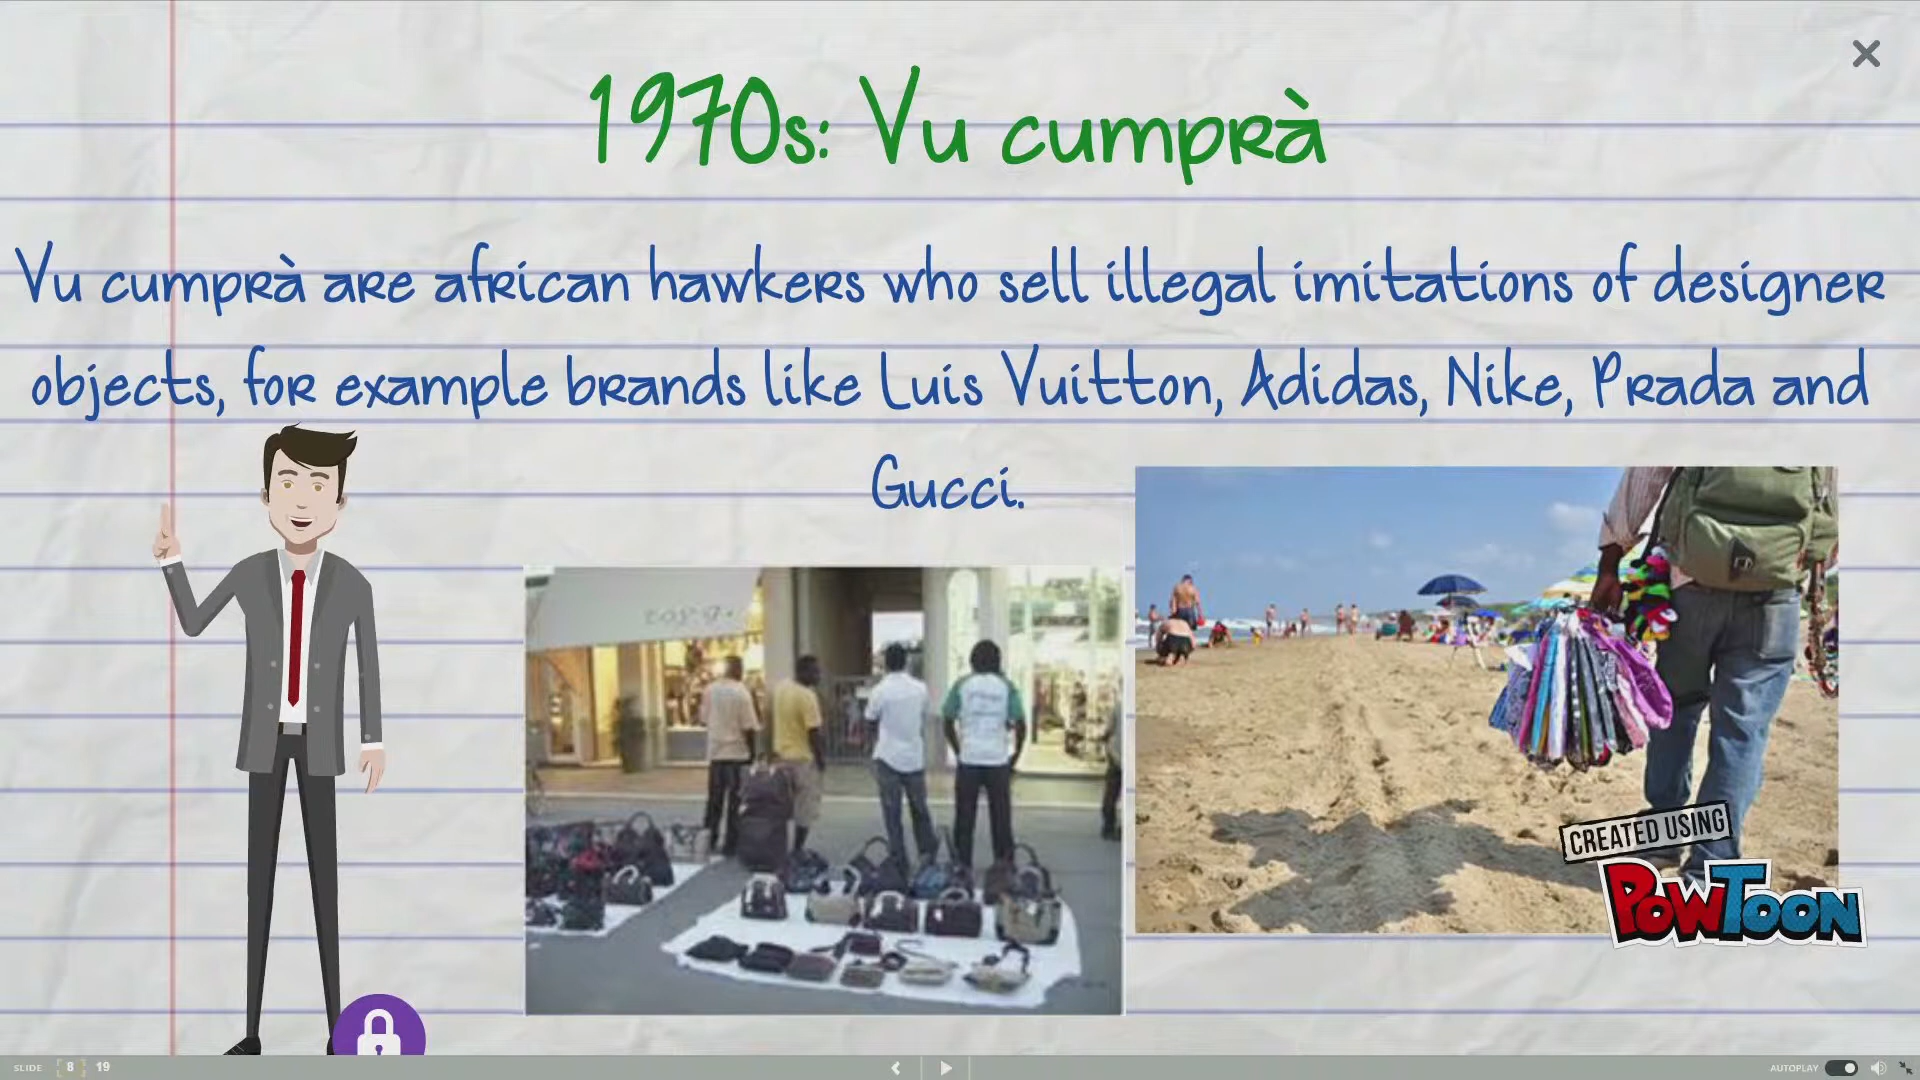 1970s: Vu cumprà
Vu cumprà are african hawkers who sell illegal imitations of designer
objects, for example brands like Luis Vuitton, Adidas, Nike, Prada and
Gucci.
CREATED USING
POWTOON
SLIDE 8 19
AUTOPLAY